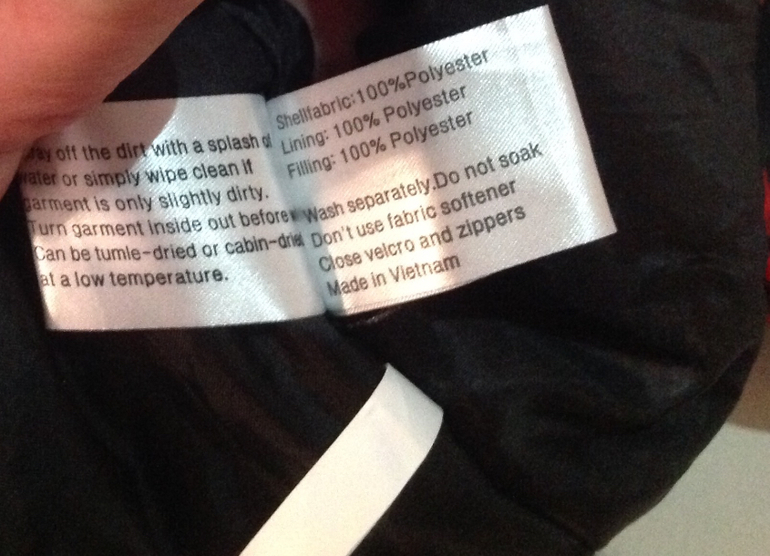 off the dirt with a splash of
water or simply wipe clean if
garment is only slightly dirty.
Turn garment inside out before
Can be tumle-dried or cabin-dried
at a low temperature.
Shellfabric:100%Polyester
Lining: 100% Polyester
Filling: 100% Polyester
Wash separately.Do not soak
Don't use fabric softener
Close velcro and zippers
Made in Vietnam